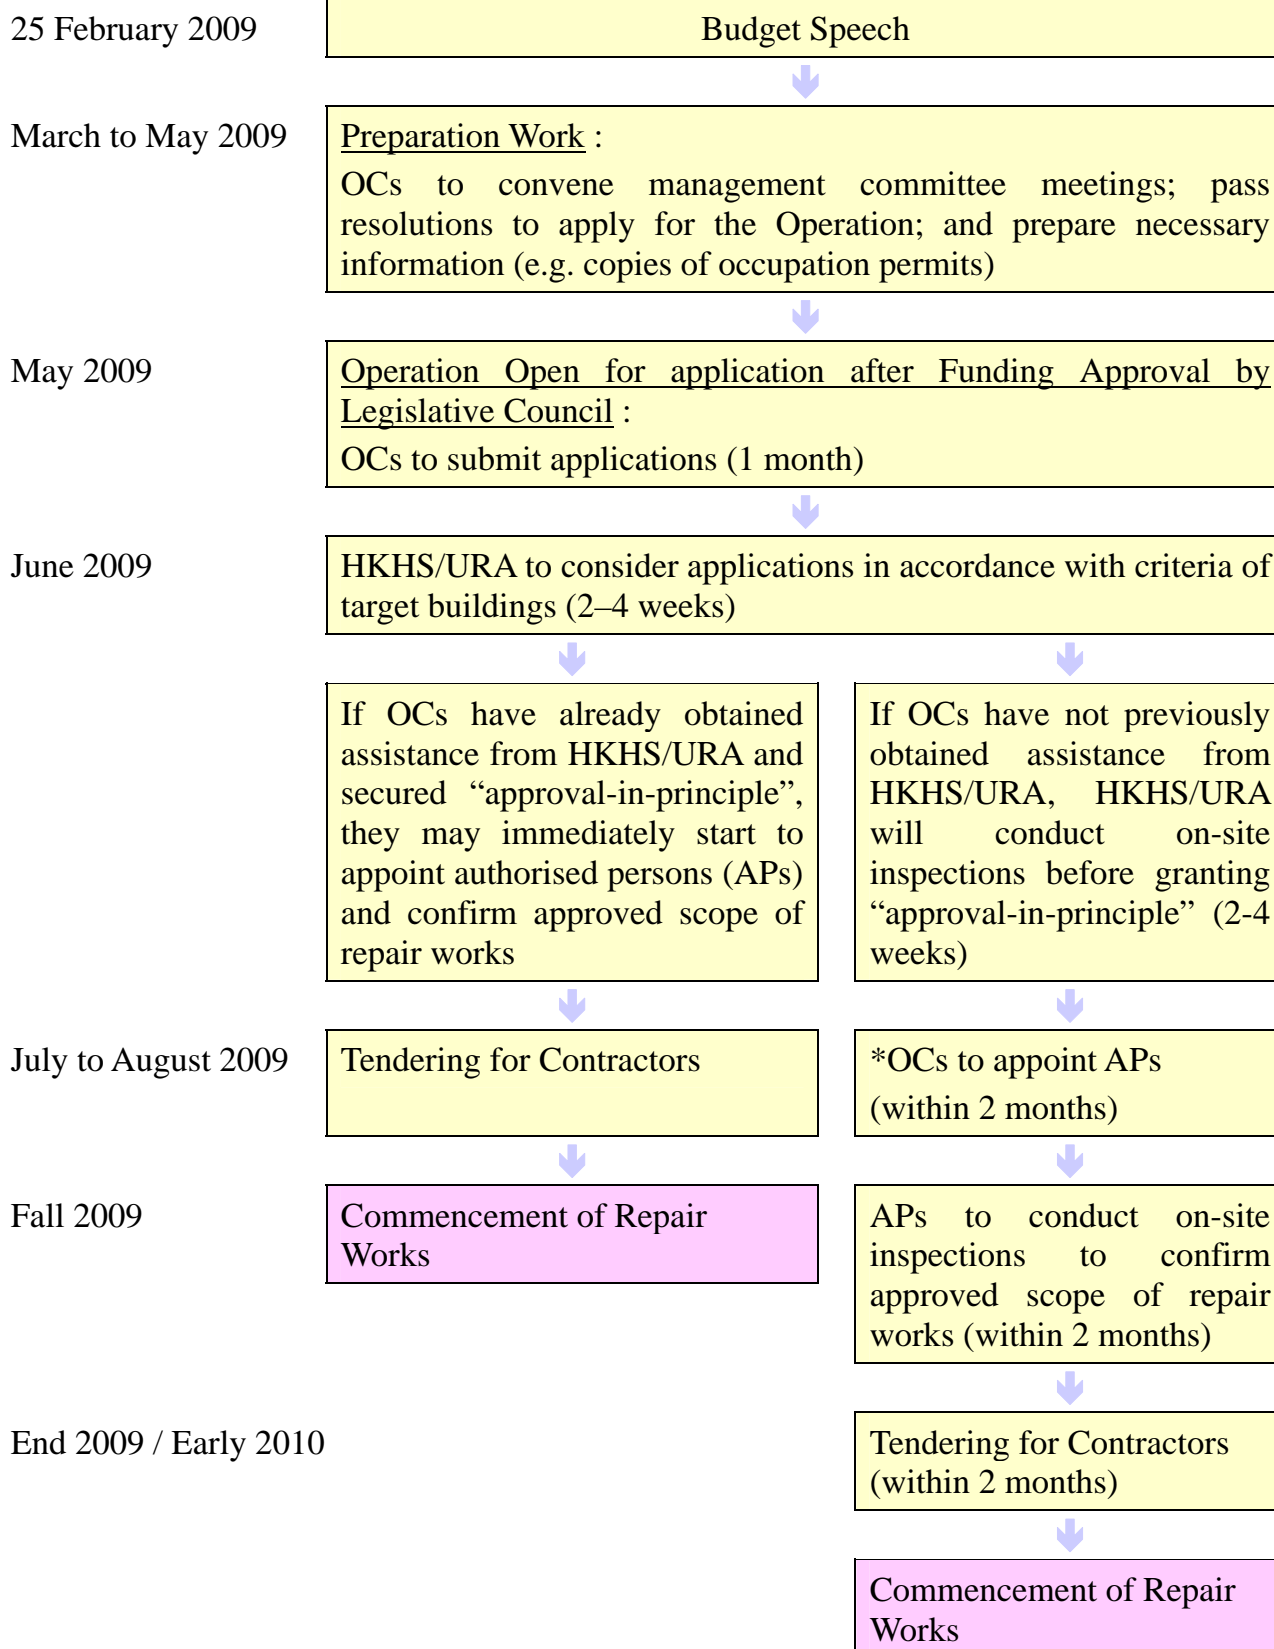 25 February 2009
Budget Speech
March to May 2009
Preparation Work :
OCs to convene management committee meetings; pass
resolutions to apply for the Operation; and prepare necessary
information (e.g. copies of occupation permits)
May 2009
Operation Open for application after Funding Approval by
Legislative Council :
OCs to submit applications (1 month)
June 2009
HKHS/URA to consider applications in accordance with criteria of
target buildings (2–4 weeks)
If OCs have already obtained
assistance from HKHS/URA and
secured “approval-in-principle”,
they may immediately start to
appoint authorised persons (APs)
and confirm approved scope of
repair works
If OCs have not previously
obtained assistance from
HKHS/URA, HKHS/URA
will conduct on-site
inspections before granting
“approval-in-principle” (2-4
weeks)
July to August 2009
Tendering for Contractors
*OCs to appoint APs
(within 2 months)
Fall 2009
Commencement of Repair
Works
APs to conduct on-site
inspections to confirm
approved scope of repair
works (within 2 months)
End 2009 / Early 2010
Tendering for Contractors
(within 2 months)
Commencement of Repair
Works